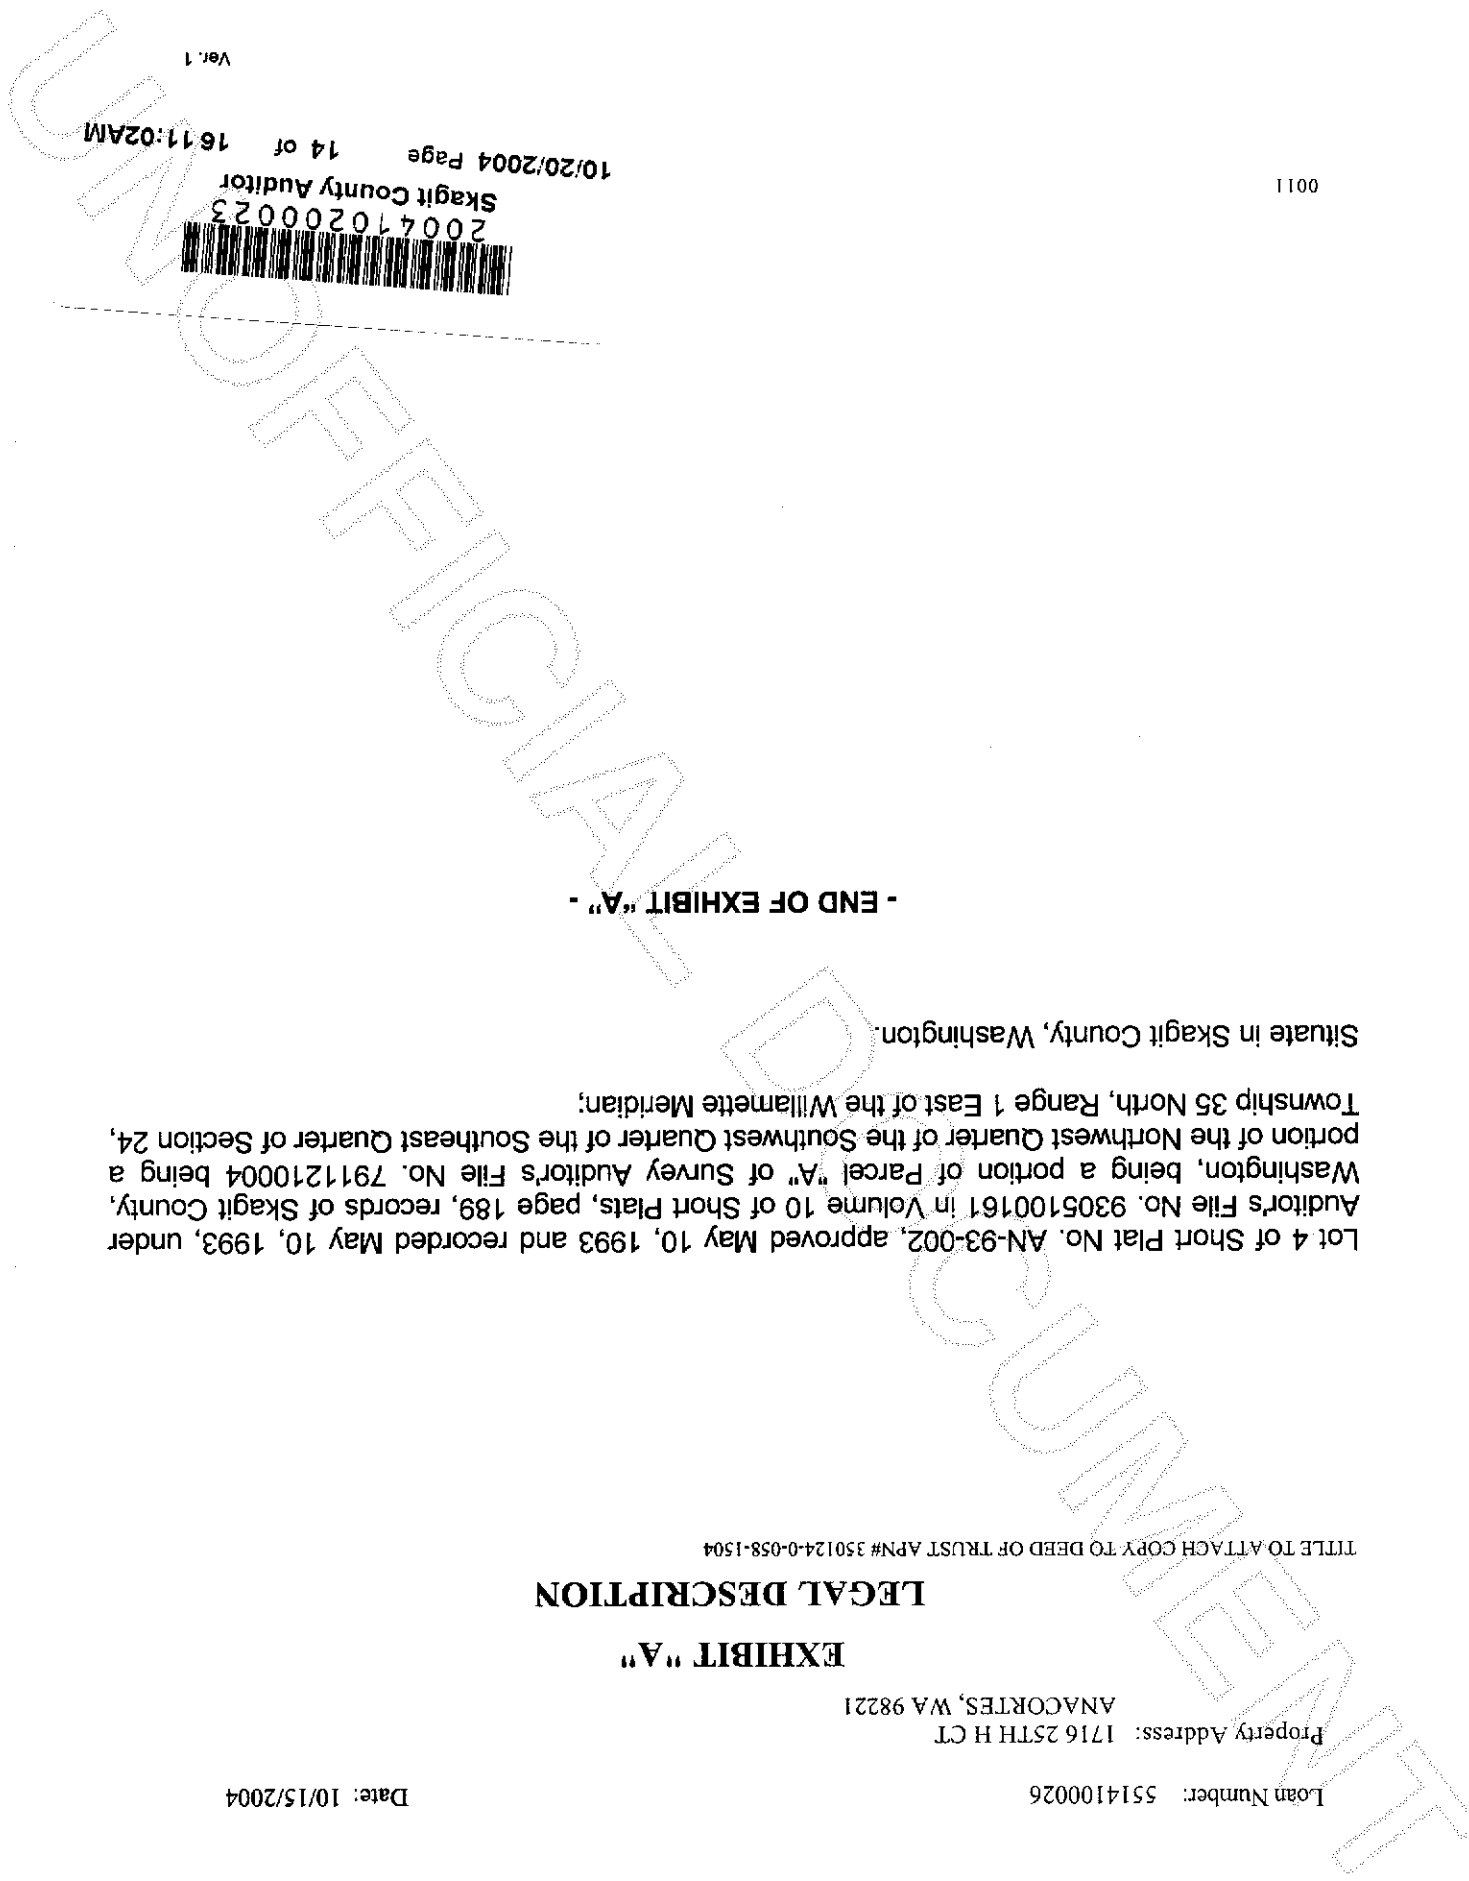 Loan Number: 5514100026 Date: 10/15/2004
Property Address: 1716 25TH H CT
ANACORTES, WA 98221
EXHIBIT "A"
LEGAL DESCRIPTION
TITLE TO ATTACH COPY TO DEED OF TRUST APN# 350124-0-058-1504
Lot 4 of Short Plat No. AN-93-002, approved May 10, 1993 and recorded May 10, 1993, under
Auditor's File No. 9305100161 in Volume 10 of Short Plats, page 189, records of Skagit County,
Washington, being a portion of Parcel "A" of Survey Auditor's File No. 7911210004 being a
portion of the Northwest Quarter of the Southwest Quarter of the Southeast Quarter of Section 24,
Township 35 North, Range 1 East of the Willamette Meridian;
Situate in Skagit County, Washington.
- END OF EXHIBIT "A" -
200410200023
Skagit County Auditor
10/20/2004 Page 14 of 16 11:02AM
0011
Ver. 1
UNOFFICIAL DOCUMENT